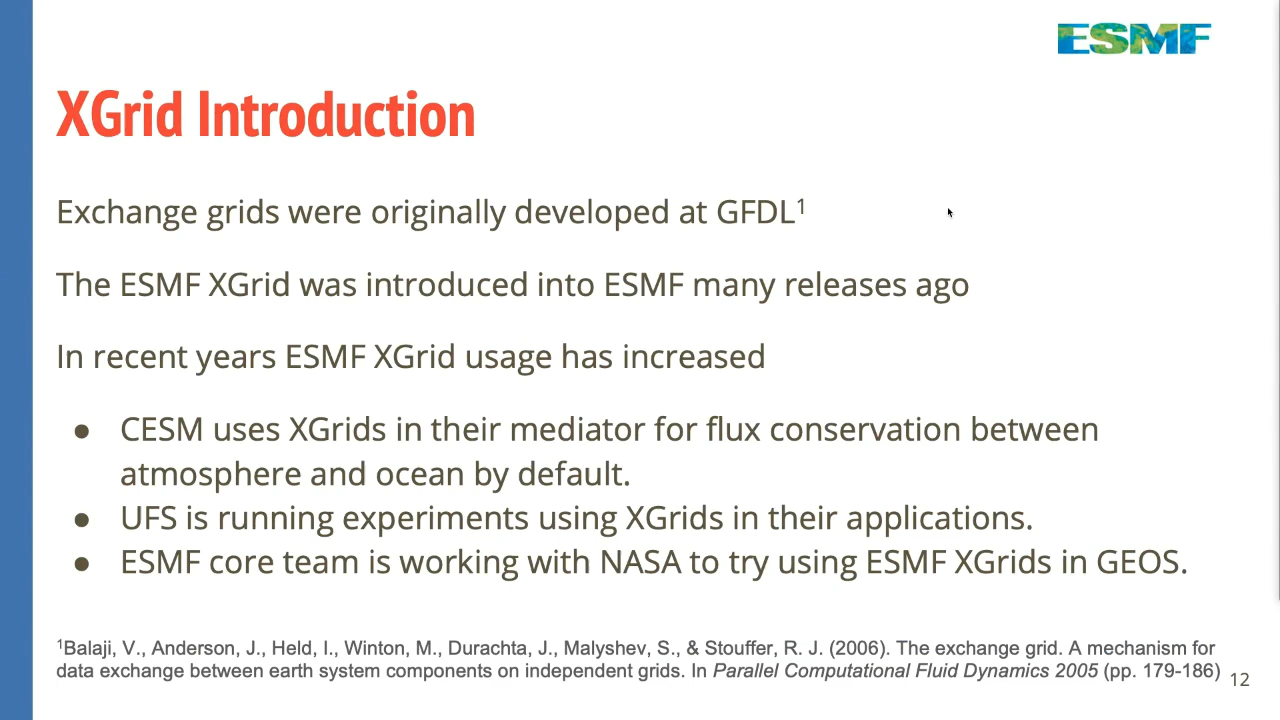 ESMF
XGrid Introduction
Exchange grids were originally developed at GFDL¹
The ESMF XGrid was introduced into ESMF many releases ago
In recent years ESMF XGrid usage has increased
● CESM uses XGrids in their mediator for flux conservation between
atmosphere and ocean by default.
● UFS is running experiments using XGrids in their applications.
● ESMF core team is working with NASA to try using ESMF XGrids in GEOS.
¹Balaji, V., Anderson, J., Held, I., Winton, M., Durachta, J., Malyshev, S., & Stouffer, R. J. (2006). The exchange grid. A mechanism for
data exchange between earth system components on independent grids. In Parallel Computational Fluid Dynamics 2005 (pp. 179-186)
12